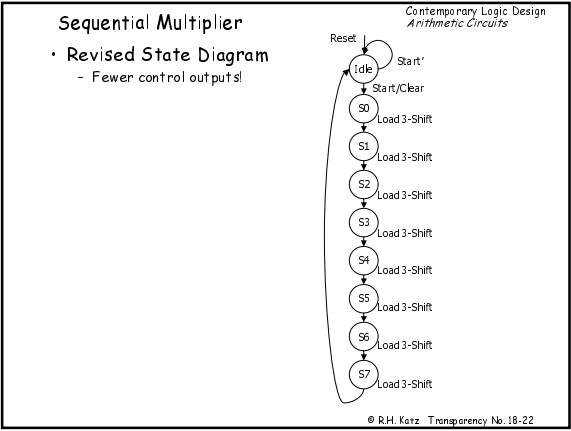 Sequential Multiplier
Contemporary Logic Design
Arithmetic Circuits
• Revised State Diagram
– Fewer control outputs!
Reset
Start'
Idle
Start/Clear
S0
Load 3-Shift
S1
Load 3-Shift
S2
Load 3-Shift
S3
Load 3-Shift
S4
Load 3-Shift
S5
Load 3-Shift
S6
Load 3-Shift
S7
Load 3-Shift
© R.H. Katz Transparency No. 18-22